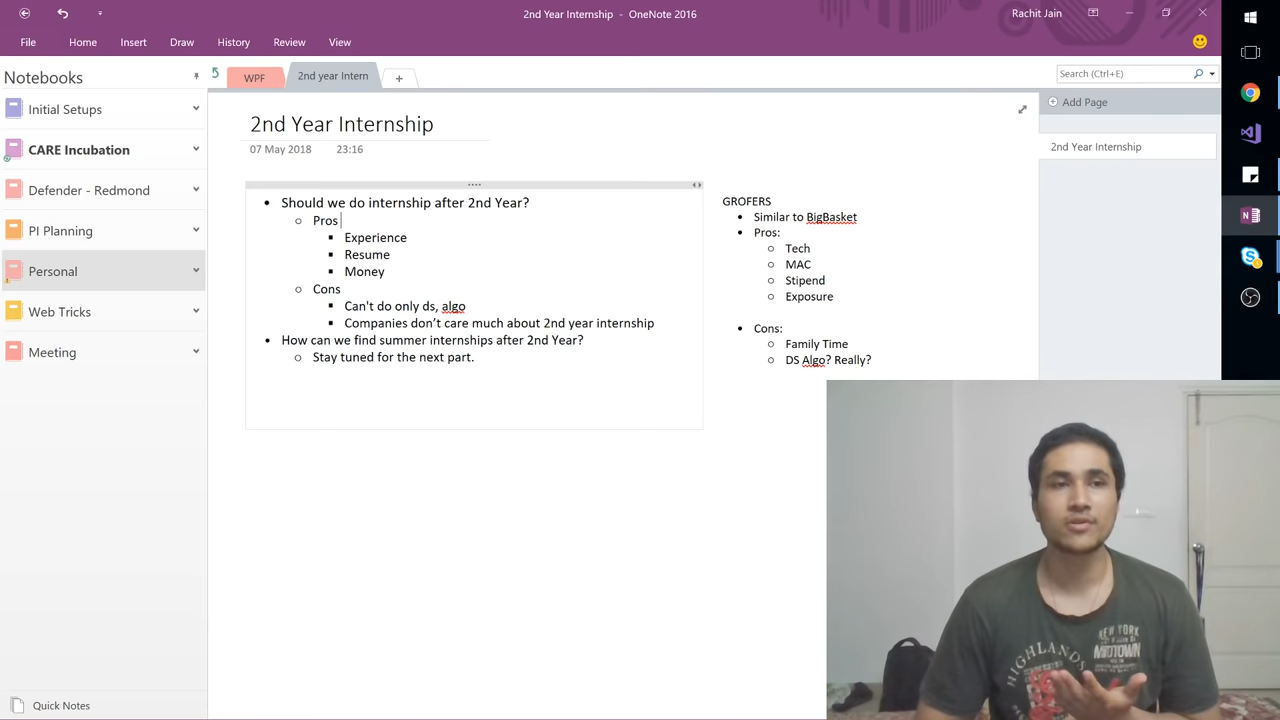 2nd Year Internship - OneNote 2016
Rachit Jain
File
Home
Insert
Draw
History
Review
View
Notebooks
WPF
2nd year Intern
+
Search (Ctrl+E)
Initial Setups
CARE Incubation
Defender - Redmond
PI Planning
Personal
Web Tricks
Meeting
Quick Notes
2nd Year Internship
07 May 2018 23:16
• Should we do internship after 2nd Year?
○ Pros
▪ Experience
▪ Resume
▪ Money
○ Cons
▪ Can't do only ds, algo
▪ Companies don’t care much about 2nd year internship
• How can we find summer internships after 2nd Year?
○ Stay tuned for the next part.
GROFERS
• Similar to BigBasket
• Pros:
○ Tech
○ MAC
○ Stipend
○ Exposure
• Cons:
○ Family Time
○ DS Algo? Really?
Add Page
2nd Year Internship
HIGHLANDS
NEW YORK
MIDTOWN